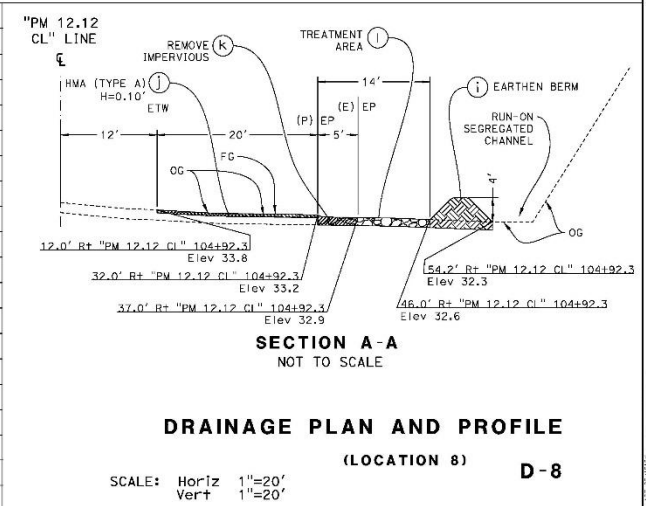 "PM 12.12
CL" LINE
℄
HMA (TYPE A) j
H=0.10'
ETW
REMOVE k
IMPERVIOUS
TREATMENT l
AREA
14'
i EARTHEN BERM
(P) EP (E) EP
RUN-ON
SEGREGATED
CHANNEL
12' 20' 5'
OG FG
4'
OG
12.0' Rt "PM 12.12 Cl" 104+92.3
Elev 33.8
32.0' Rt "PM 12.12 Cl" 104+92.3
Elev 33.2
37.0' Rt "PM 12.12 Cl" 104+92.3
Elev 32.9
54.2' Rt "PM 12.12 Cl" 104+92.3
Elev 32.3
46.0' Rt "PM 12.12 Cl" 104+92.3
Elev 32.6
SECTION A-A
NOT TO SCALE
DRAINAGE PLAN AND PROFILE
(LOCATION 8)
D-8
SCALE: Horiz 1"=20'
Vert 1"=20'